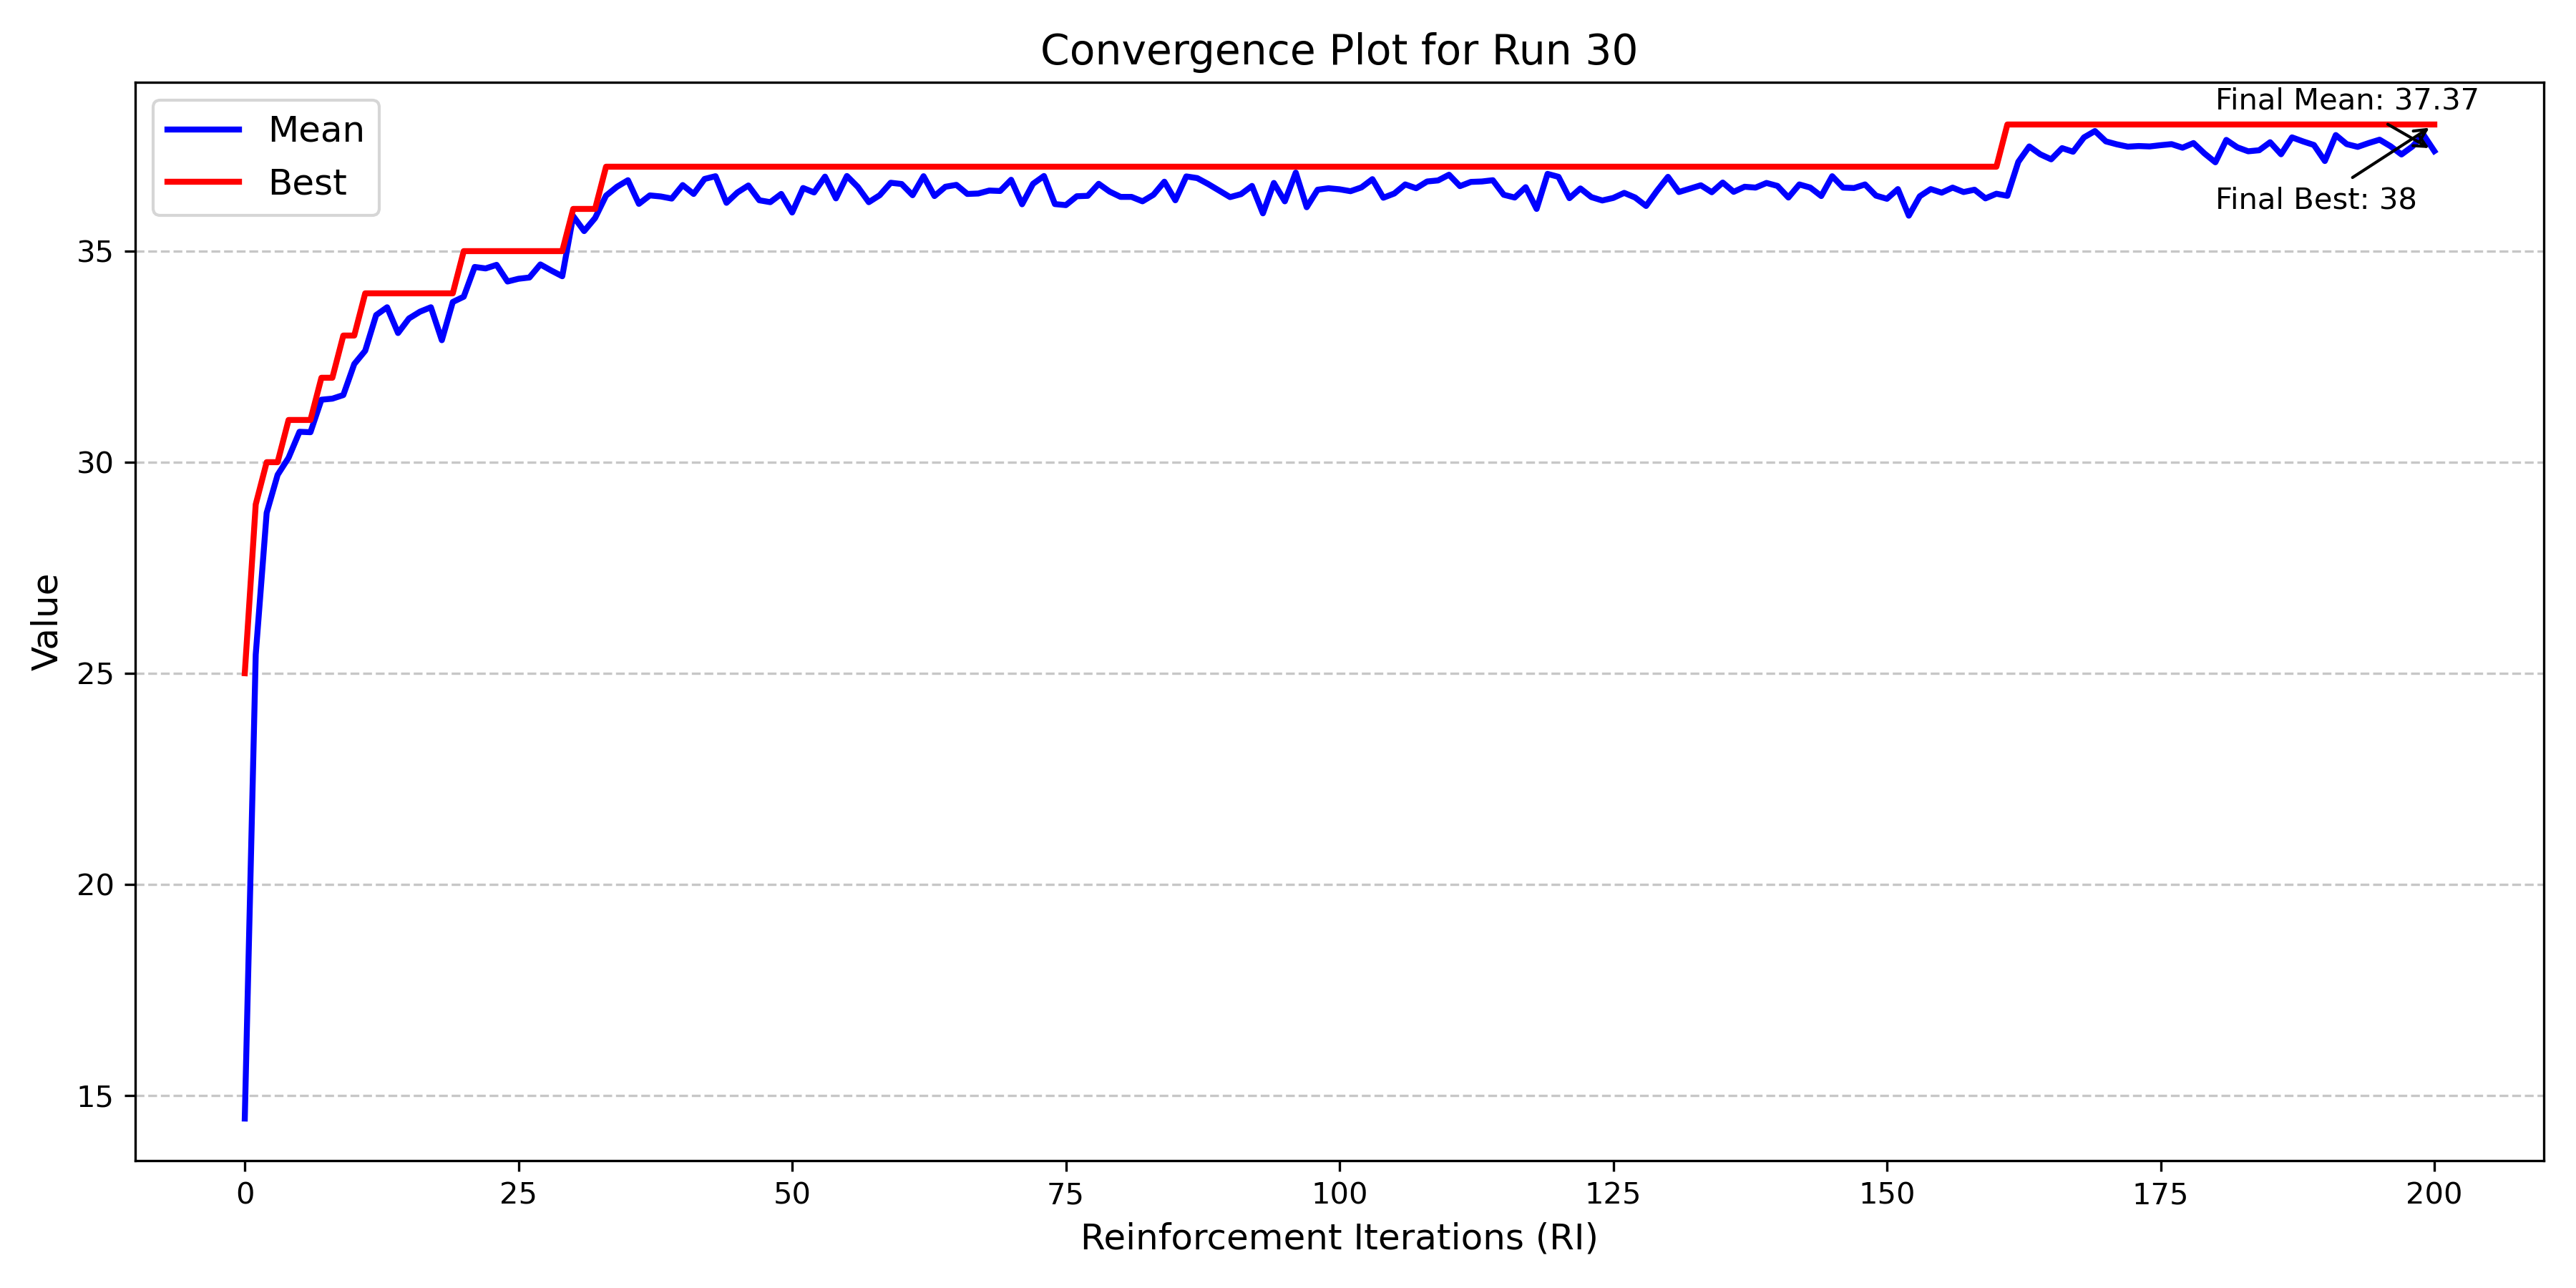 Convergence Plot for Run 30
Mean
Best
Final Mean: 37.37
Final Best: 38
Value
35
30
25
20
15
0 25 50 75 100 125 150 175 200
Reinforcement Iterations (RI)